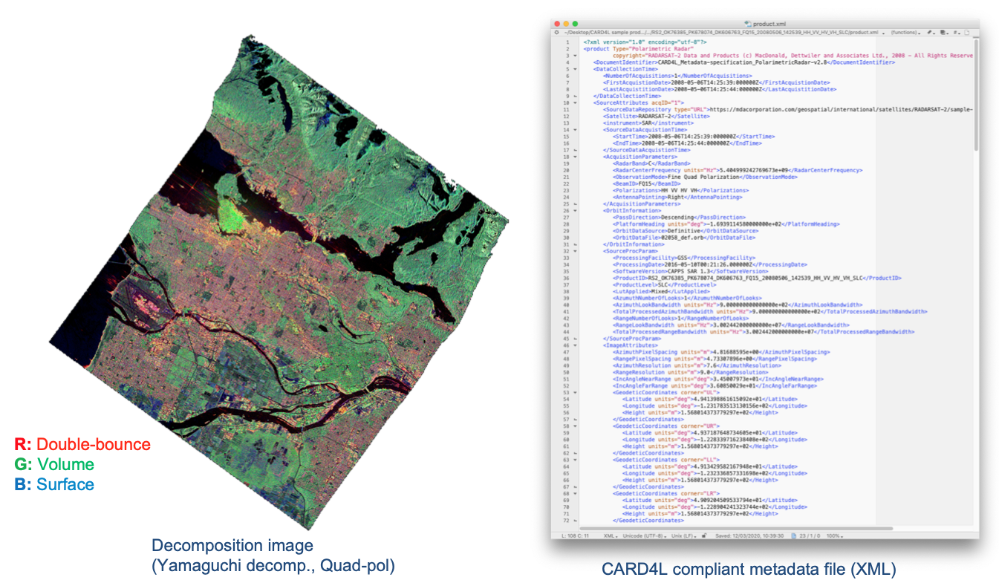 R: Double-bounce
G: Volume
B: Surface
Decomposition image
(Yamaguchi decomp., Quad-pol)
product.xml
~/Desktop/CARD4L sample prod.../.../RS2_OK76385_PK678074_DK606763_FQ15_20080506_142539_HH_VV_HV_VH_SLC/product.xml (functions)
1 <?xml version="1.0" encoding="utf-8"?>
2 <product Type="Polarimetric Radar"
3 copyright="RADARSAT-2 Data and Products (c) MacDonald, Dettwiler and Associates Ltd., 2008 - All Rights Reserve
4 <DocumentIdentifier>CARD4L_Metadata-specification_PolarimetricRadar-v2.8</DocumentIdentifier>
5 <DataCollectionTime>
6 <NumberOfAcquisitions>1</NumberOfAcquisitions>
7 <FirstAcquistionDate>2008-05-06T14:25:39:000000Z</FirstAcquistionDate>
8 <LastAcquistitionDate>2008-05-06T14:25:44:000000Z</LastAcquistitionDate>
9 </DataCollectionTime>
10 <SourceAttributes acqID="1">
11 <SourceDataRepository type="URL">https://mdacorporation.com/geospatial/international/satellites/RADARSAT-2/sample-
12 <Satellite>RADARSAT-2</Satellite>
13 <instrument>SAR</instrument>
14 <SourceDataAcquistionTime>
15 <StartTime>2008-05-06T14:25:39:000000Z</StartTime>
16 <EndTime>2008-05-06T14:25:44:000000Z</EndTime>
17 </SourceDataAcquistionTime>
18 <AcquisitionParameters>
19 <RadarBand>C</RadarBand>
20 <RadarCenterFrequency units="Hz">5.404999242769673e+09</RadarCenterFrequency>
21 <ObservationMode>Fine Quad Polarization</ObservationMode>
22 <BeamID>FQ15</BeamID>
23 <Polarizations>HH VV HV VH</Polarizations>
24 <AntennaPointing>Right</AntennaPointing>
25 </AcquisitionParameters>
26 <OrbitInformation>
27 <PassDirection>Descending</PassDirection>
28 <PlatformHeading units="deg">-1.6939114580000000e+02</PlatformHeading>
29 <OrbitDataSource>Definitive</OrbitDataSource>
30 <OrbitDataFile>02058_def.orb</OrbitDataFile>
31 </OrbitInformation>
32 <SourceProcParam>
33 <ProcessingFacility>GSS</ProcessingFacility>
34 <ProcessingDate>2016-05-10T00:21:26.000000Z</ProcessingDate>
35 <SoftwareVersion>CAPPS SAR 1.3</SoftwareVersion>
36 <ProductID>RS2_OK76385_PK678074_DK606763_FQ15_20080506_142539_HH_VV_HV_VH_SLC</ProductID>
37 <ProductLevel>SLC</ProductLevel>
38 <LutApplied>Mixed</LutApplied>
39 <AzumuthNumberOfLooks>1</AzumuthNumberOfLooks>
40 <AzimuthLookBandwidth units="Hz">9.000000000000000e+02</AzimuthLookBandwidth>
41 <TotalProcessedAzimuthBandwidth units="Hz">9.000000000000000e+02</TotalProcessedAzimuthBandwidth>
42 <RangeNumberOfLooks>1</RangeNumberOfLooks>
43 <RangeLookBandwidth units="Hz">3.002442000000000e+07</RangeLookBandwidth>
44 <TotalProcessedRangeBandwidth units="Hz">3.002442000000000e+07</TotalProcessedRangeBandwidth>
45 </SourceProcParam>
46 <ImageAttributes>
47 <AzimuthPixelSpacing units="m">4.81688595e+00</AzimuthPixelSpacing>
48 <RangePixelSpacing units="m">4.73307896e+00</RangePixelSpacing>
49 <AzimuthResolution units="m">7.6</AzimuthResolution>
50 <RangeResolution units="m">9.0</RangeResolution>
51 <IncAngleNearRange units="deg">3.45007973e+01</IncAngleNearRange>
52 <IncAngleFarRange units="deg">3.60850029e+01</IncAngleFarRange>
53 <GeodeticCoordinates corner="UL">
54 <Latitude units="deg">4.941398861615092e+01</Latitude>
55 <Longitude units="deg">-1.231783513130156e+02</Longitude>
56 <Height units="m">1.568014373779297e+02</Height>
57 </GeodeticCoordinates>
58 <GeodeticCoordinates corner="UR">
59 <Latitude units="deg">4.937187648734605e+01</Latitude>
60 <Longitude units="deg">-1.228339716238408e+02</Longitude>
61 <Height units="m">1.568014373779297e+02</Height>
62 </GeodeticCoordinates>
63 <GeodeticCoordinates corner="LL">
64 <Latitude units="deg">4.913429582167948e+01</Latitude>
65 <Longitude units="deg">-1.232336857331698e+02</Longitude>
66 <Height units="m">1.568014373779297e+02</Height>
67 </GeodeticCoordinates>
68 <GeodeticCoordinates corner="LR">
69 <Latitude units="deg">4.909204509533794e+01</Latitude>
70 <Longitude units="deg">-1.228904241323744e+02</Longitude>
71 <Height units="m">1.568014373779297e+02</Height>
72 </GeodeticCoordinates>
L: 108 C: 11 XML Unicode (UTF-8) Unix (LF) Saved: 12/03/2020, 10:39:30 23 / 1 / 0 100%
CARD4L compliant metadata file (XML)